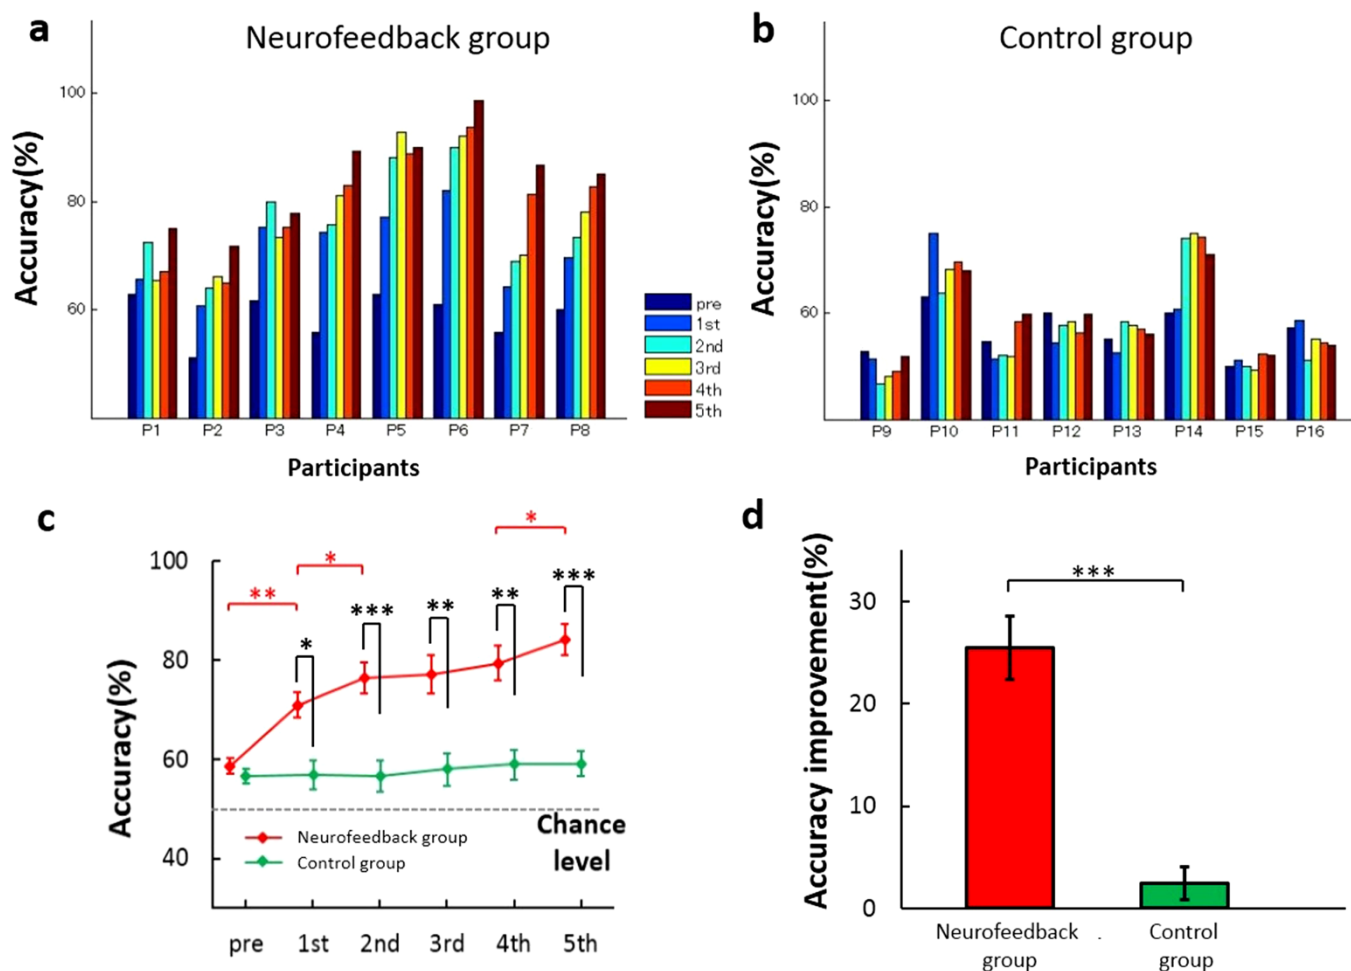 a
Neurofeedback group
Accuracy(%)
100
80
60
P1 P2 P3 P4 P5 P6 P7 P8
Participants
pre
1st
2nd
3rd
4th
5th
b
Control group
Accuracy(%)
100
80
60
P9 P10 P11 P12 P13 P14 P15 P16
Participants
c
Accuracy(%)
100
80
60
40
**
*
*
*
***
**
**
***
Neurofeedback group
Control group
Chance
level
pre 1st 2nd 3rd 4th 5th
d
Accuracy improvement(%)
30
20
10
0
***
Neurofeedback
group
.
Control
group